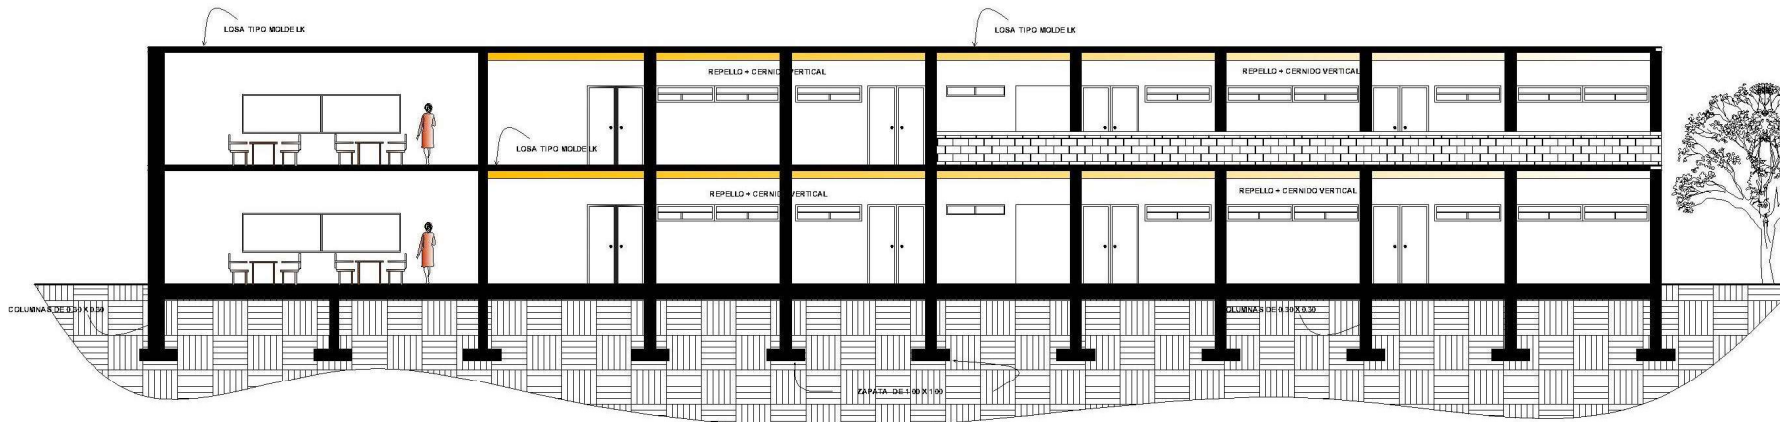 LOSA TIPO MOLDE LK
LOSA TIPO MOLDE LK
REPELLO + CERNIDO VERTICAL
REPELLO + CERNIDO VERTICAL
LOSA TIPO MOLDE LK
REPELLO + CERNIDO VERTICAL
REPELLO + CERNIDO VERTICAL
COLUMNAS DE 0.30 X 0.30
COLUMNAS DE 0.30 X 0.30
ZAPATA DE 1.00 X 1.00